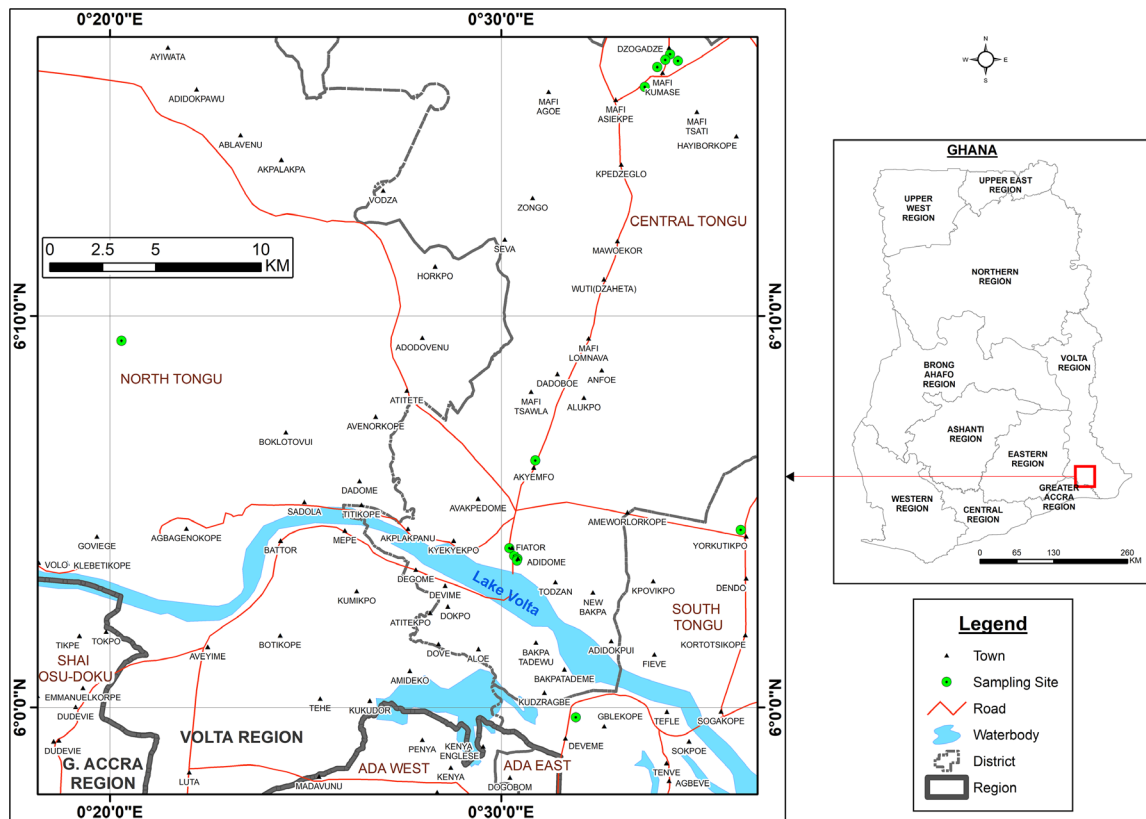 0°20'0"E
0°30'0"E
AYIWATA
DZOGADZE
ADIDOKPAWU
MAFI
KUMASE
MAFI
AGOE
MAFI
ASIEKPE
MAFI
TSATI
ABLAVENU
HAYIBORKOPE
AKPALAKPA
KPEDZEGLO
VODZA
ZONGO
CENTRAL TONGU
0 2.5 5 10
KM
SEVA
MAWOEKOR
HORKPO
WUTI(DZAHETA)
6°10'0"N
6°10'0"N
ADODOVENU
MAFI
LOMNAVA
NORTH TONGU
DADOBOE
ANFOE
ATITETE
MAFI
TSAWLA
ALUKPO
AVENORKOPE
BOKLOTOVUI
AKYEMFO
DADOME
AVAKPEDOME
SADOLA
TITIKOPE
AMEWORLORKOPE
AGBAGENOKOPE
MEPE
AKPLAKPANU
GOVIEGE
BATTOR
KYEKYEKPO
FIATOR
YORKUTIKPO
ADIDOME
VOLO
KLEBETIKOPE
DEGOME
Lake Volta
DEVIME
TODZAN
KPOVIKPO
DENDO
KUMIKPO
DOKPO
NEW
BAKPA
SOUTH
TONGU
ATITEKPO
TIKPE
TOKPO
BOTIKOPE
KORTOTSIKOPE
AVEYIME
DOVE
ALOE
BAKPA
TADEWU
ADIDOKPUI
FIEVE
SHAI
OSU-DOKU
AMIDEKO
BAKPATADEME
EMMANUELKORPE
TEHE
KUKUDOR
KUDZRAGBE
6°0'0"N
6°0'0"N
DUDEVIE
GBLEKOPE
TEFLE
SOGAKOPE
VOLTA REGION
DUDEVIE
PENYA
KENYA
ENGLESE
DEVEME
SOKPOE
G. ACCRA
REGION
ADA WEST
ADA EAST
KENYA
TENVE
LUTA
MADAVUNU
DOGOBOM
AGBEVE
0°20'0"E
0°30'0"E
N
W E
S
GHANA
UPPER EAST
REGION
UPPER
WEST
REGION
NORTHERN
REGION
BRONG
AHAFO
REGION
VOLTA
REGION
ASHANTI
REGION
EASTERN
REGION
GREATER
ACCRA
REGION
WESTERN
REGION
CENTRAL
REGION
0 65 130 260
KM
Legend
Town
Sampling Site
Road
Waterbody
District
Region